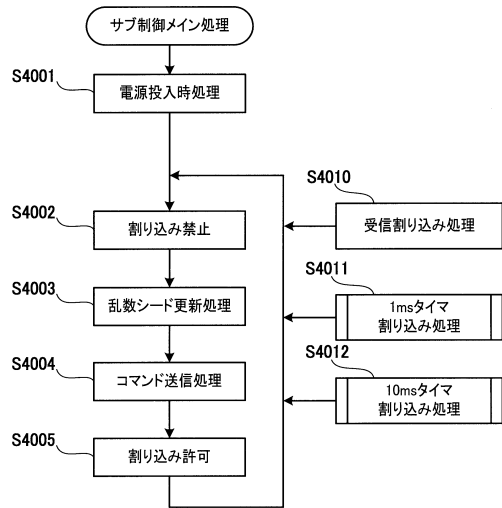 サブ制御メイン処理
S4001
電源投入時処理
S4002
割り込み禁止
S4003
乱数シード更新処理
S4004
コマンド送信処理
S4005
割り込み許可
S4010
受信割り込み処理
S4011
1msタイマ
割り込み処理
S4012
10msタイマ
割り込み処理